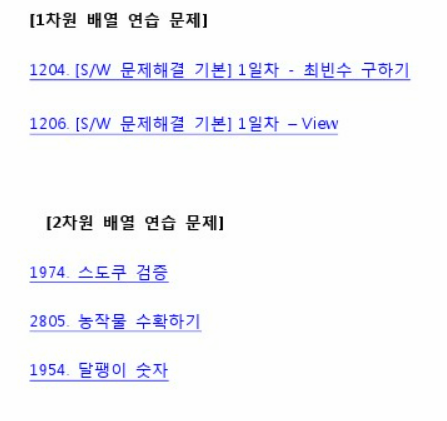 [1차원 배열 연습 문제]
1204. [S/W 문제해결 기본] 1일차 - 최빈수 구하기
1206. [S/W 문제해결 기본] 1일차 – View
[2차원 배열 연습 문제]
1974. 스도쿠 검증
2805. 농작물 수확하기
1954. 달팽이 숫자